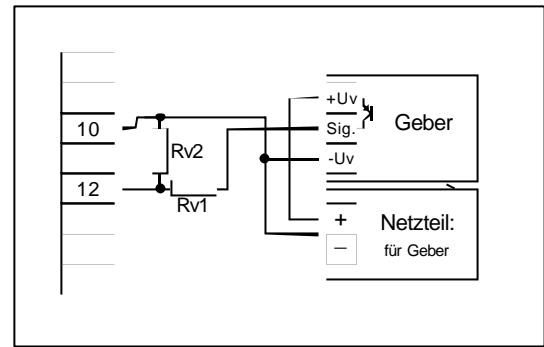 +Uv
10
Sig.
Geber
Rv2
-Uv
12
Rv1
+
Netzteil:
−
für Geber